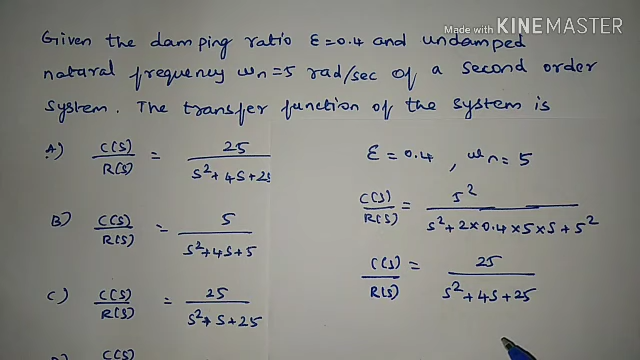 Made with KINEMASTER
Given the damping ratio ε=0.4 and undamped
natural frequency ωn=5 rad/sec of a second order
system. The transfer function of the system is
A) C(S)/R(S) = 25/(S²+4S+25
B) C(S)/R(S) = 5/(S²+4S+5)
C) C(S)/R(S) = 25/(S²+S+25)
C(S)
ε=0.4, ωn=5
C(S)/R(S) = 5²/(S²+2×0.4×5×S+5²)
C(S)/R(S) = 25/(S²+4S+25)